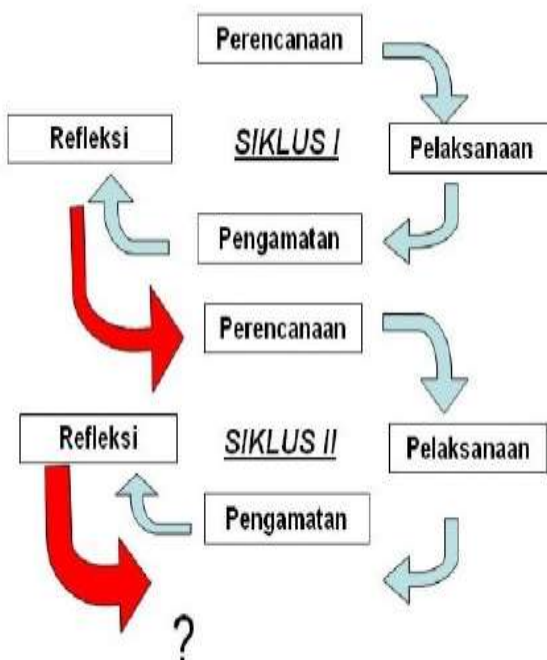 Perencanaan
Refleksi
SIKLUS I
Pelaksanaan
Pengamatan
Perencanaan
Refleksi
SIKLUS II
Pelaksanaan
Pengamatan
?